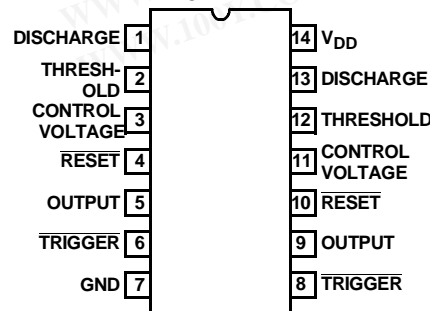 DISCHARGE 1
THRESH-
OLD 2
CONTROL
VOLTAGE 3
RESET 4
OUTPUT 5
TRIGGER 6
GND 7
14 VDD
13 DISCHARGE
12 THRESHOLD
11 CONTROL
VOLTAGE
10 RESET
9 OUTPUT
8 TRIGGER